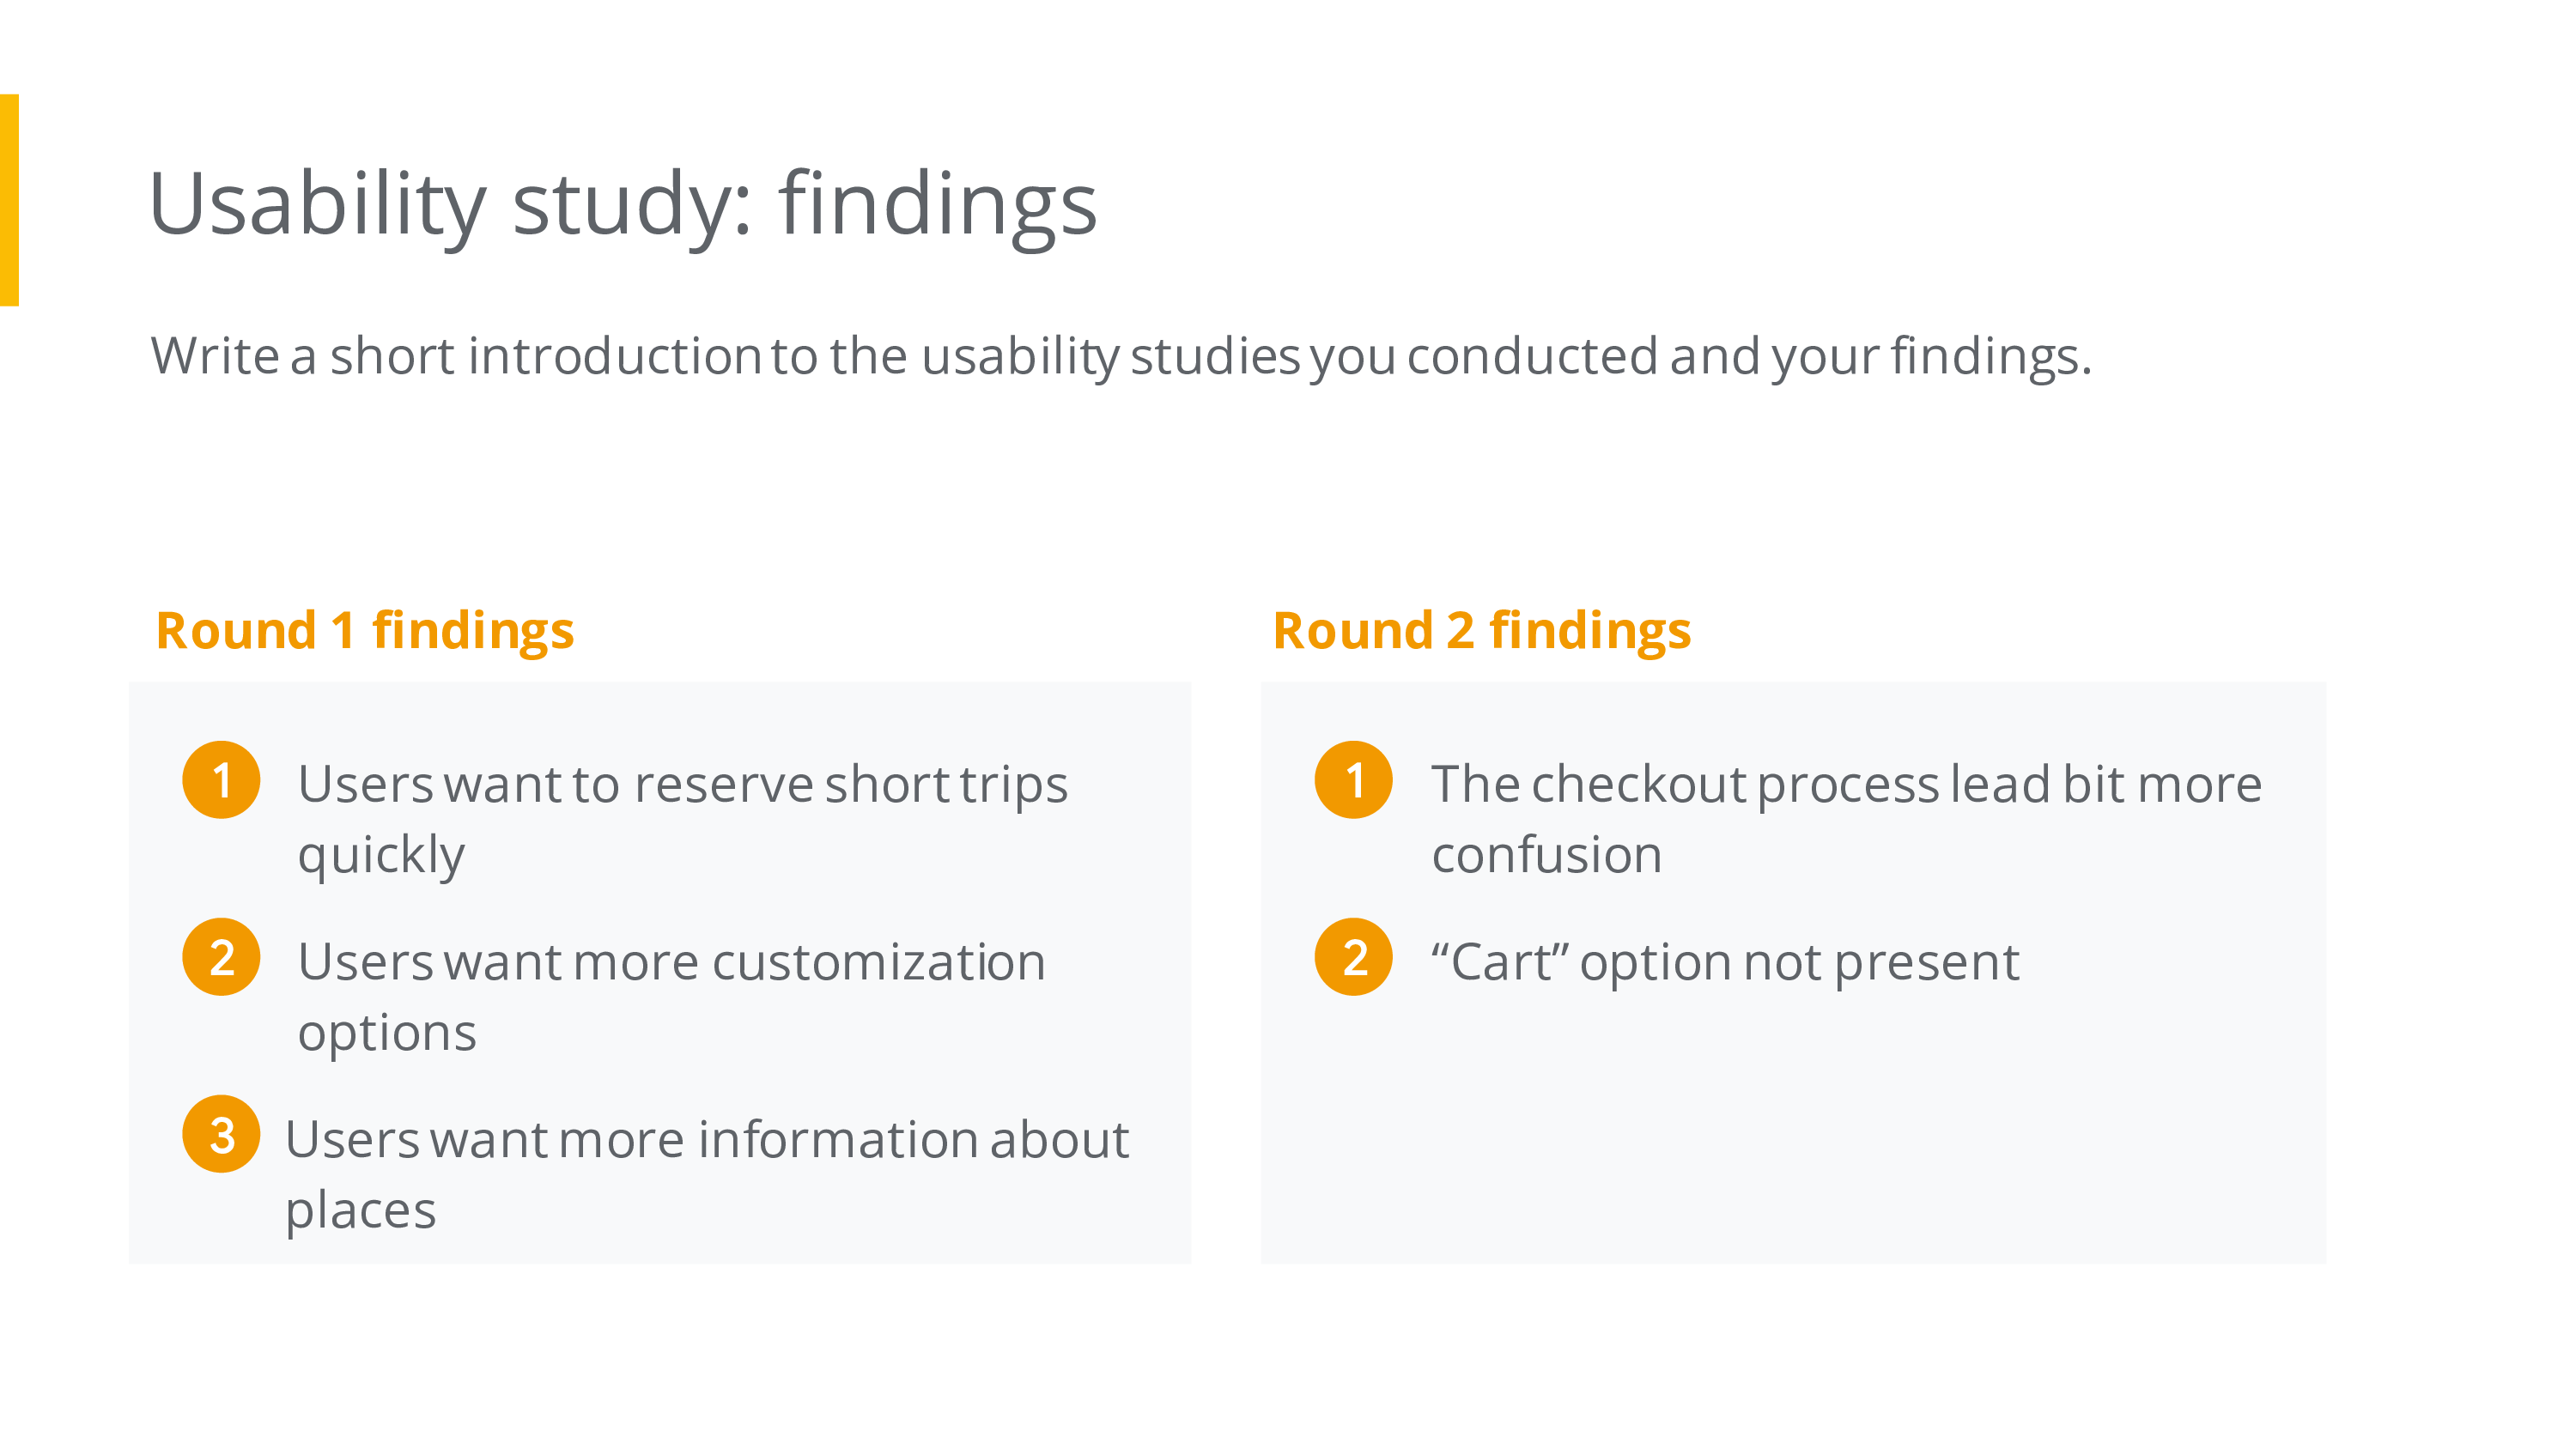 Usability study: findings
Write a short introduction to the usability studies you conducted and your findings.
Round 1 findings
1 Users want to reserve short trips
quickly
2 Users want more customization
options
3 Users want more information about
places
Round 2 findings
1 The checkout process lead bit more
confusion
2 “Cart” option not present